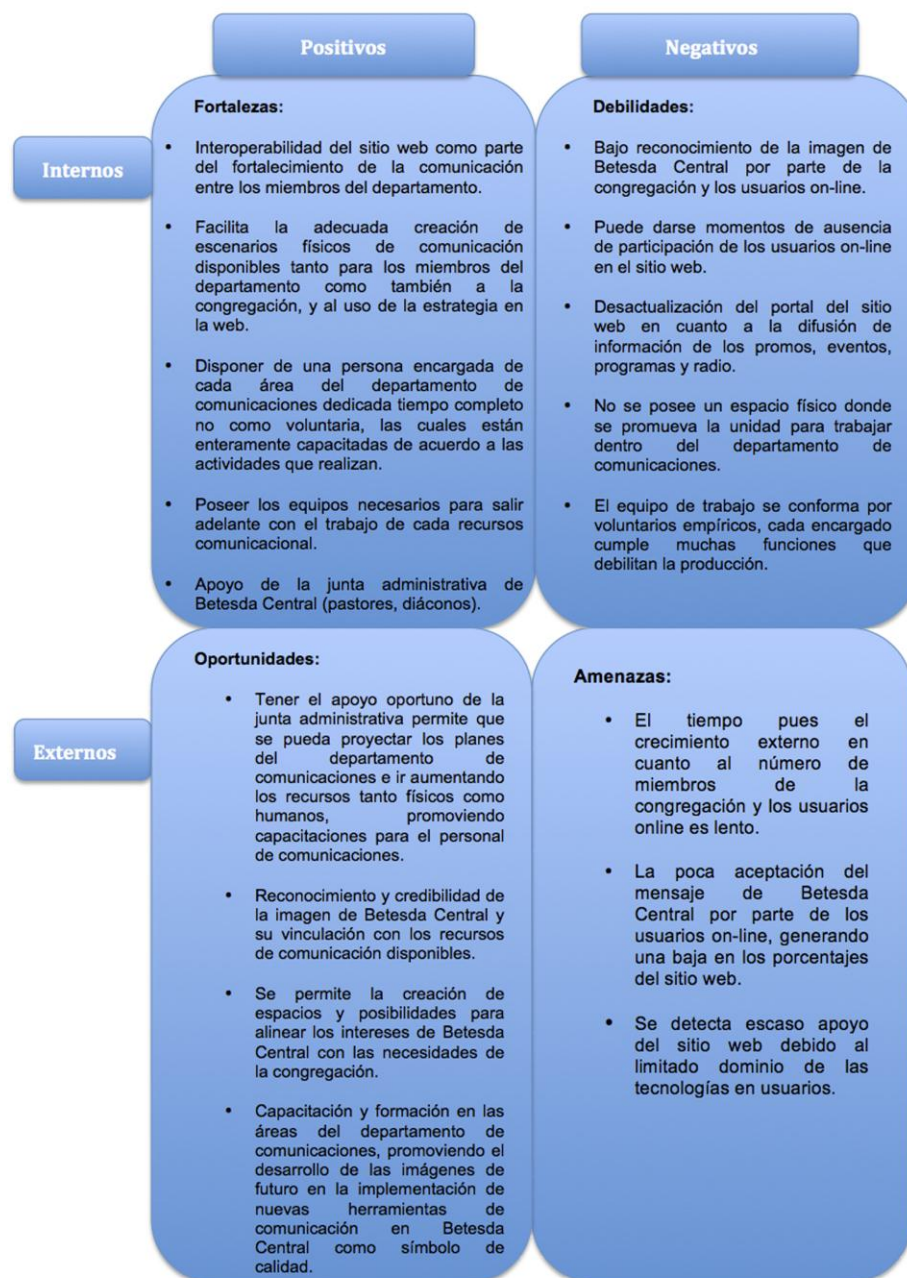 Positivos
Negativos
Internos
Fortalezas:
• Interoperabilidad del sitio web como parte
del fortalecimiento de la comunicación
entre los miembros del departamento.
• Facilita la adecuada creación de
escenarios físicos de comunicación
disponibles tanto para los miembros del
departamento como también a la
congregación, y al uso de la estrategia en
la web.
• Disponer de una persona encargada de
cada área del departamento de
comunicaciones dedicada tiempo completo
no como voluntaria, las cuales están
enteramente capacitadas de acuerdo a las
actividades que realizan.
• Poseer los equipos necesarios para salir
adelante con el trabajo de cada recursos
comunicacional.
• Apoyo de la junta administrativa de
Betesda Central (pastores, diáconos).
Debilidades:
• Bajo reconocimiento de la imagen de
Betesda Central por parte de la
congregación y los usuarios on-line.
• Puede darse momentos de ausencia
de participación de los usuarios on-line
en el sitio web.
• Desactualización del portal del sitio
web en cuanto a la difusión de
información de los promos, eventos,
programas y radio.
• No se posee un espacio físico donde
se promueva la unidad para trabajar
dentro del departamento de
comunicaciones.
• El equipo de trabajo se conforma por
voluntarios empíricos, cada encargado
cumple muchas funciones que
debilitan la producción.
Externos
Oportunidades:
• Tener el apoyo oportuno de la
junta administrativa permite que
se pueda proyectar los planes
del departamento de
comunicaciones e ir aumentando
los recursos tanto físicos como
humanos, promoviendo
capacitaciones para el personal
de comunicaciones.
• Reconocimiento y credibilidad de
la imagen de Betesda Central y
su vinculación con los recursos
de comunicación disponibles.
• Se permite la creación de
espacios y posibilidades para
alinear los intereses de Betesda
Central con las necesidades de
la congregación.
• Capacitación y formación en las
áreas del departamento de
comunicaciones, promoviendo el
desarrollo de las imágenes de
futuro en la implementación de
nuevas herramientas de
comunicación en Betesda
Central como símbolo de
calidad.
Amenazas:
• El tiempo pues el
crecimiento externo en
cuanto al número de
miembros de la
congregación y los usuarios
online es lento.
• La poca aceptación del
mensaje de Betesda
Central por parte de los
usuarios on-line, generando
una baja en los porcentajes
del sitio web.
• Se detecta escaso apoyo
del sitio web debido al
limitado dominio de las
tecnologías en usuarios.